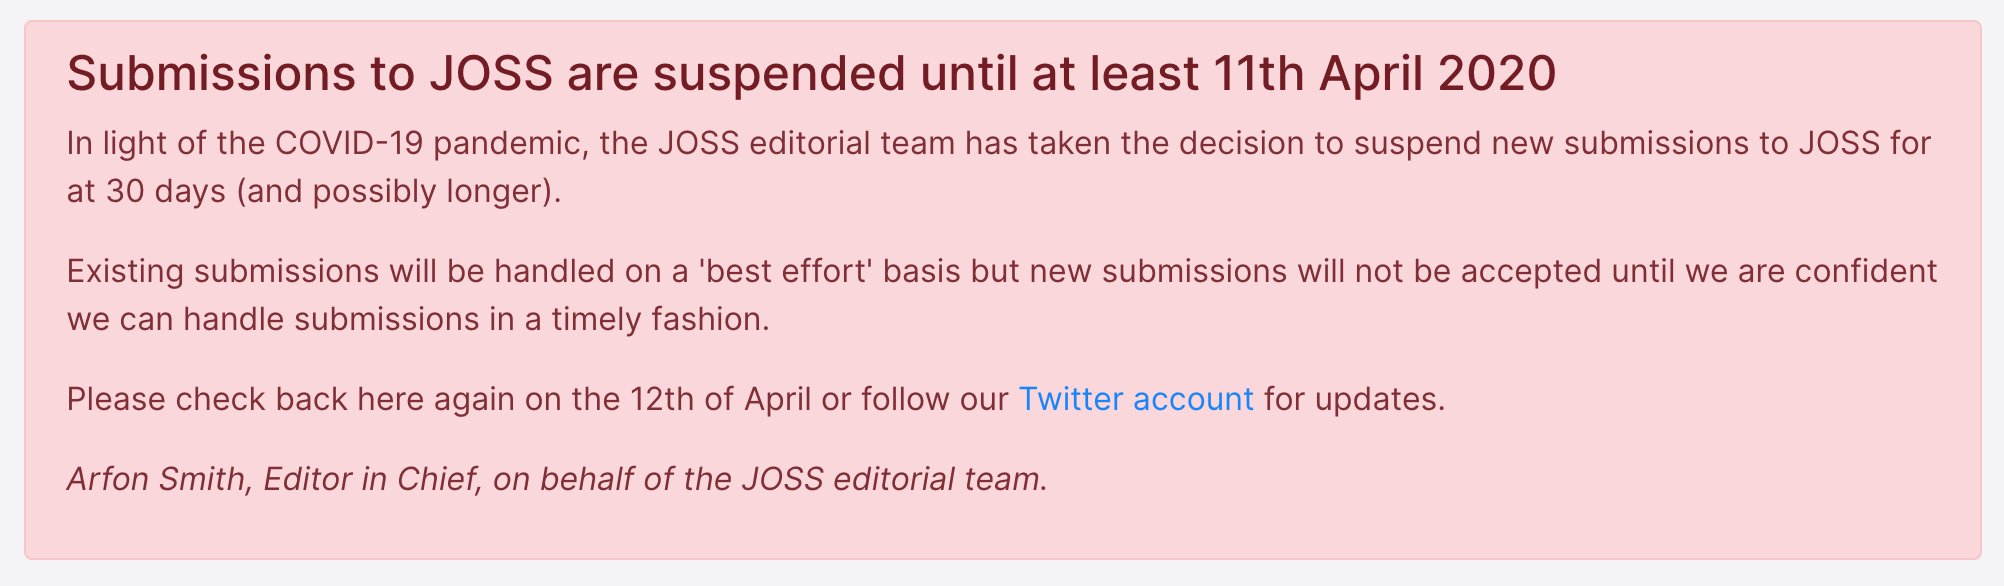 Submissions to JOSS are suspended until at least 11th April 2020
In light of the COVID-19 pandemic, the JOSS editorial team has taken the decision to suspend new submissions to JOSS for
at 30 days (and possibly longer).
Existing submissions will be handled on a 'best effort' basis but new submissions will not be accepted until we are confident
we can handle submissions in a timely fashion.
Please check back here again on the 12th of April or follow our Twitter account for updates.
Arfon Smith, Editor in Chief, on behalf of the JOSS editorial team.